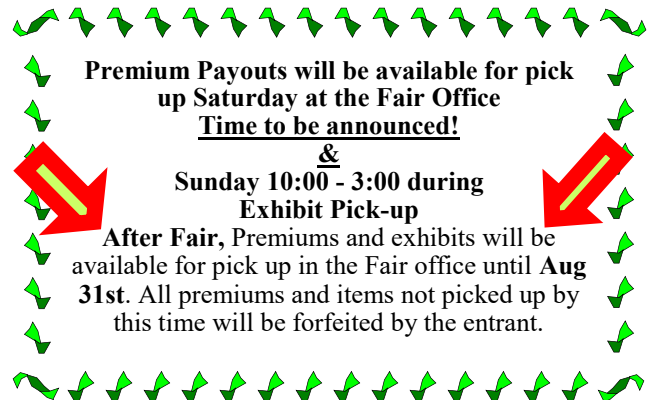 Premium Payouts will be available for pick
up Saturday at the Fair Office
Time to be announced!
&
Sunday 10:00 - 3:00 during
Exhibit Pick-up
After Fair, Premiums and exhibits will be
available for pick up in the Fair office until Aug
31st. All premiums and items not picked up by
this time will be forfeited by the entrant.